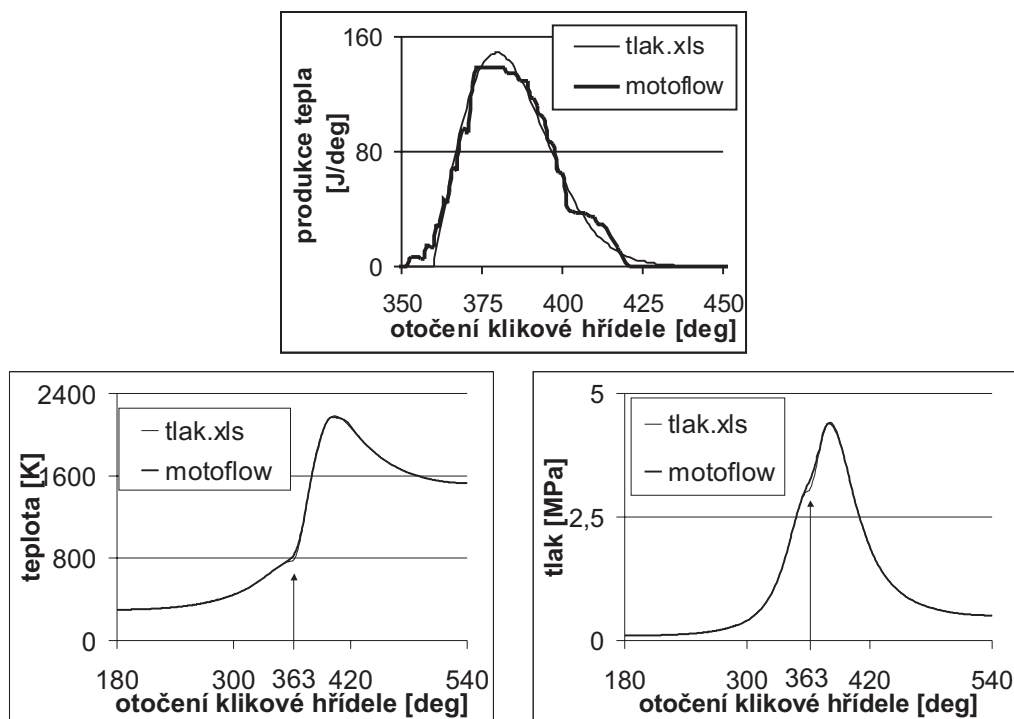 160
80
0
produkce tepla
[J/deg]
tlak.xls
motoflow
350 375 400 425 450
otočení klikové hřídele [deg]
2400
1600
800
0
teplota [K]
tlak.xls
motoflow
180 300 363 420 540
otočení klikové hřídele [deg]
5
2,5
0
tlak [MPa]
tlak.xls
motoflow
180 300 363 420 540
otočení klikové hřídele [deg]